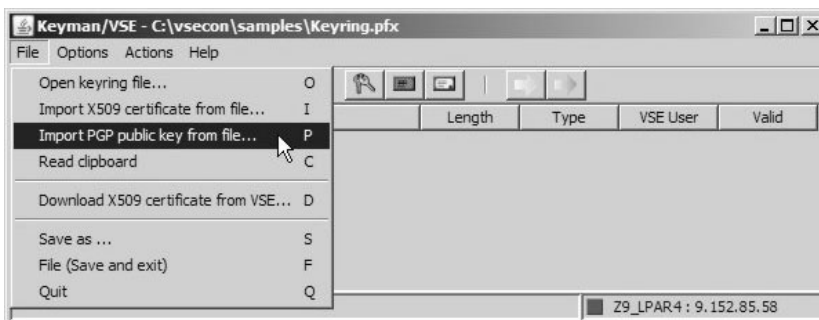 Keyman/VSE - C:\vsecon\samples\Keyring.pfx
File Options Actions Help
Open keyring file... O
Import X509 certificate from file... I
Import PGP public key from file... P
Read clipboard C
Download X509 certificate from VSE... D
Save as ... S
File (Save and exit) F
Quit Q
Length Type VSE User Valid
Z9_LPAR4 : 9.152.85.58